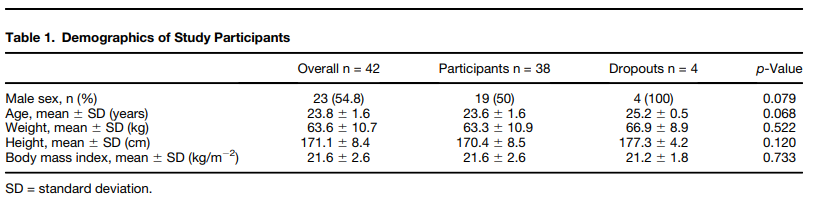 Table 1. Demographics of Study Participants
Overall n = 42 Participants n = 38 Dropouts n = 4 p-Value
Male sex, n (%) 23 (54.8) 19 (50) 4 (100) 0.079
Age, mean ± SD (years) 23.8 ± 1.6 23.6 ± 1.6 25.2 ± 0.5 0.068
Weight, mean ± SD (kg) 63.6 ± 10.7 63.3 ± 10.9 66.9 ± 8.9 0.522
Height, mean ± SD (cm) 171.1 ± 8.4 170.4 ± 8.5 177.3 ± 4.2 0.120
Body mass index, mean ± SD (kg/m⁻²) 21.6 ± 2.6 21.6 ± 2.6 21.2 ± 1.8 0.733
SD = standard deviation.